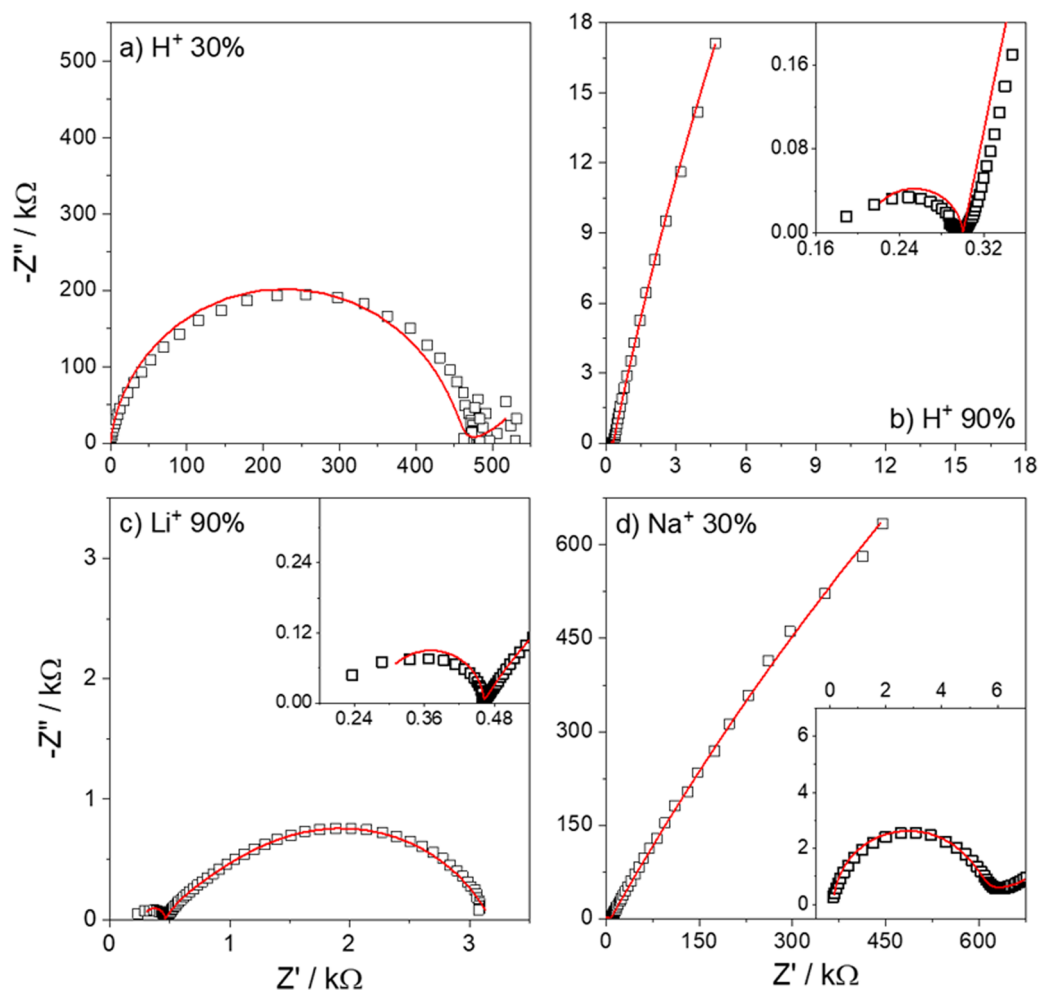 a) H⁺ 30%
500
400
300
200
100
0
0 100 200 300 400 500
-Z'' / kΩ
18
15
12
9
6
3
0
0 3 6 9 12 15 18
b) H⁺ 90%
0.16
0.08
0.00
0.16 0.24 0.32
c) Li⁺ 90%
3
2
1
0
0 1 2 3
-Z'' / kΩ
Z' / kΩ
0.24
0.12
0.00
0.24 0.36 0.48
d) Na⁺ 30%
600
450
300
150
0
0 150 300 450 600
Z' / kΩ
0 2 4 6
6
4
2
0